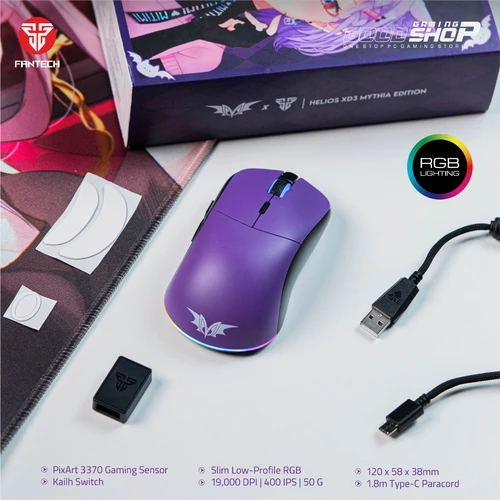 FANTECH
GAMING
SHOP
ONE STOP PC GAMING STORE
x HELIOS XD3 MYTHIA EDITION
RGB
LIGHTING
PixArt 3370 Gaming Sensor
Kailh Switch
Slim Low-Profile RGB
19,000 DPI | 400 IPS | 50 G
120 x 58 x 38mm
1.8m Type-C Paracord